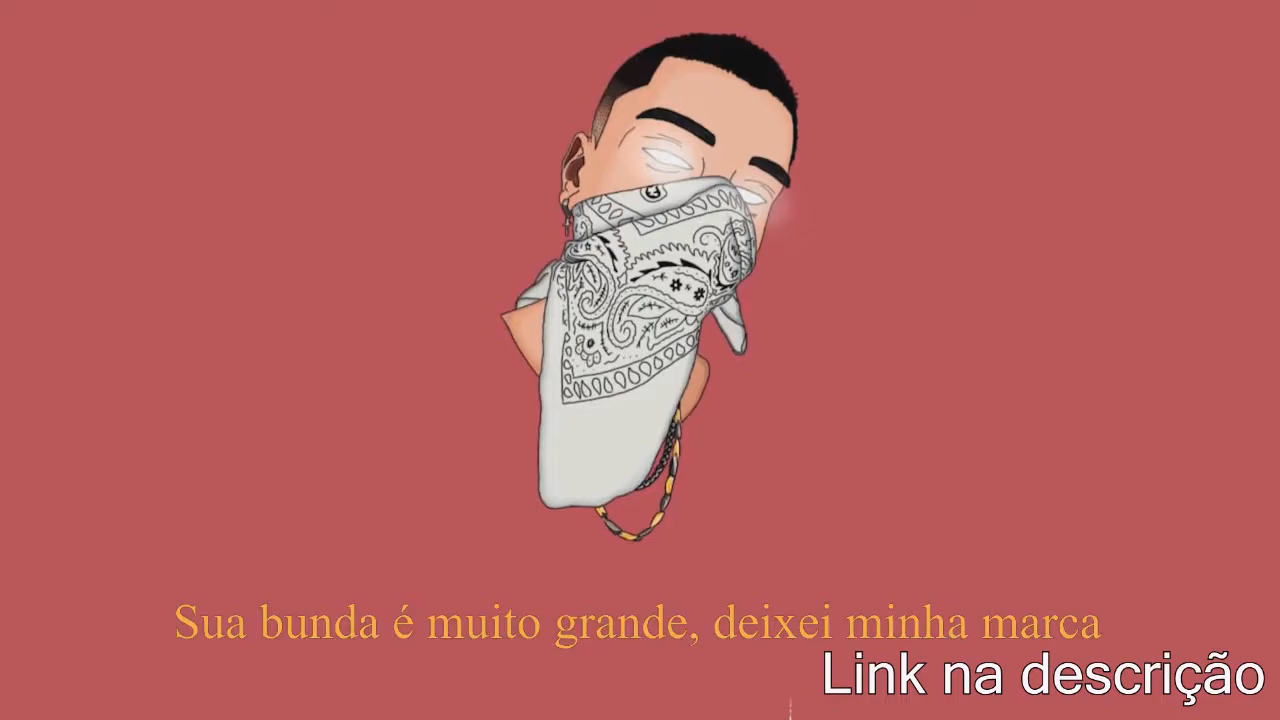 Sua bunda é muito grande, deixei minha marca
Link na descrição